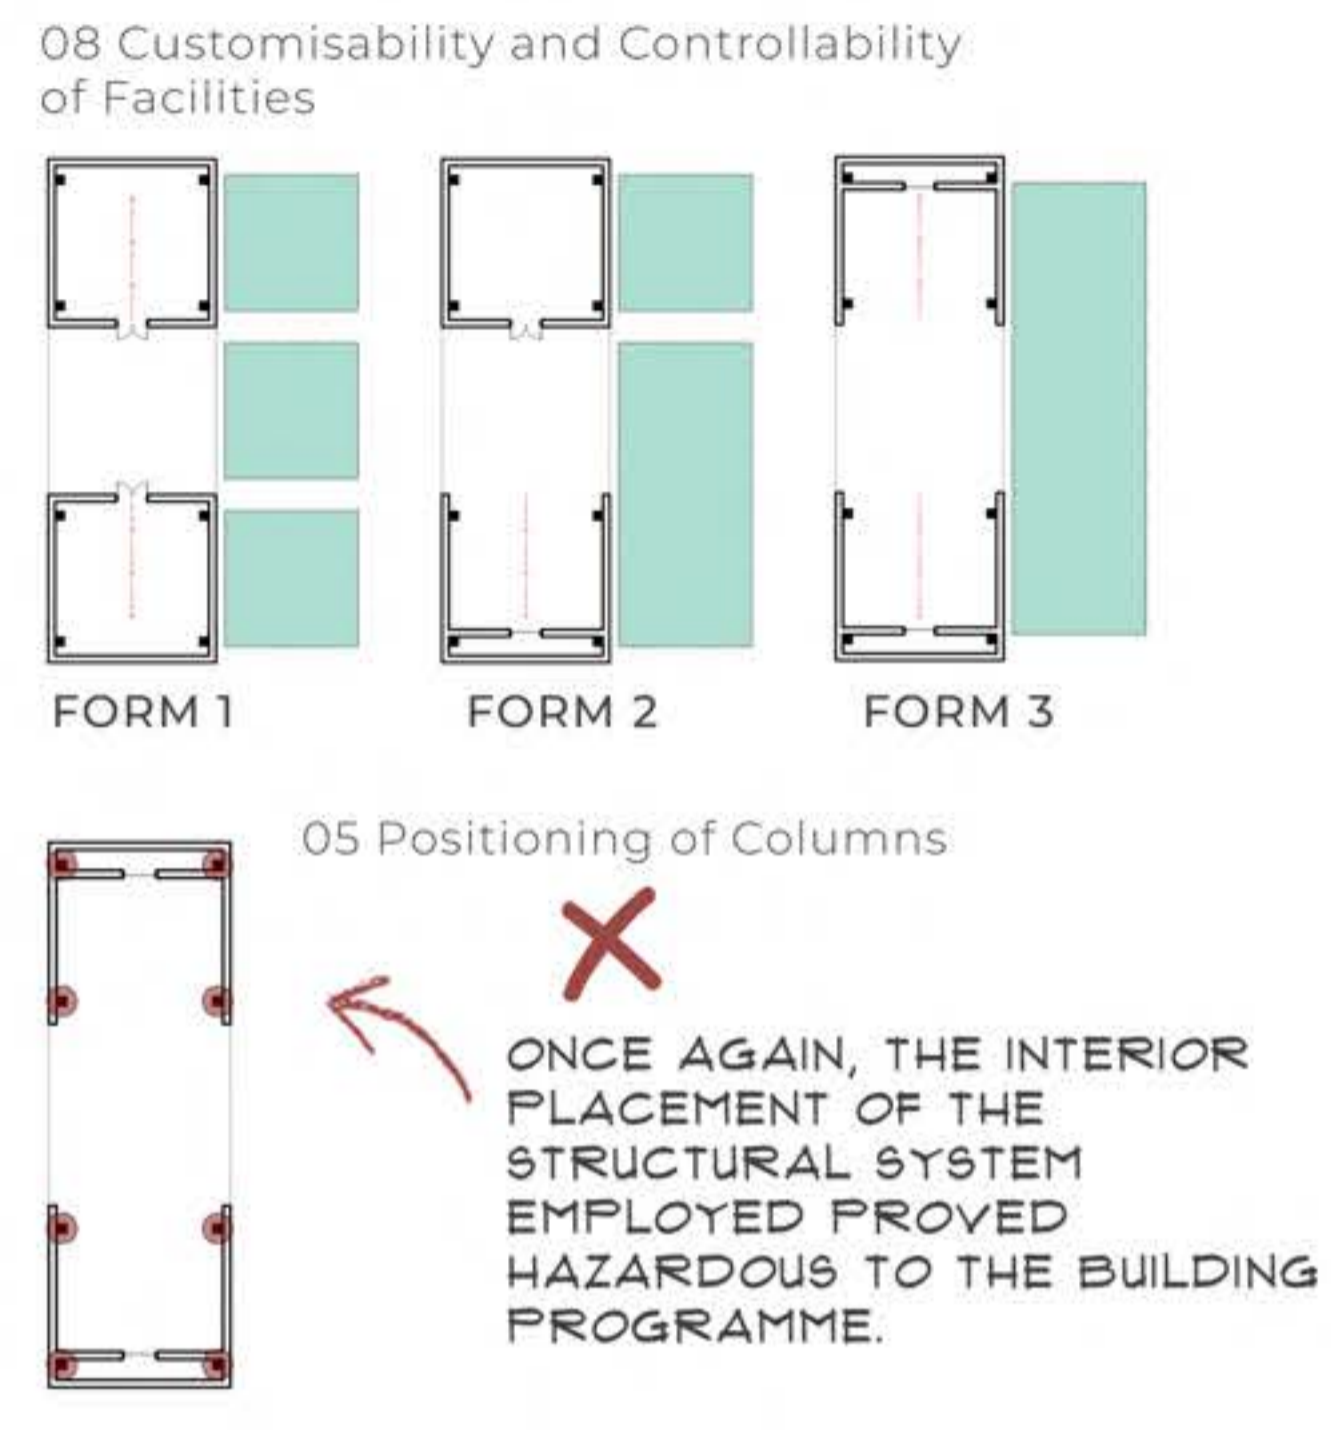 08 Customisability and Controllability
of Facilities
FORM 1
FORM 2
FORM 3
05 Positioning of Columns
ONCE AGAIN, THE INTERIOR
PLACEMENT OF THE
STRUCTURAL SYSTEM
EMPLOYED PROVED
HAZARDOUS TO THE BUILDING
PROGRAMME.